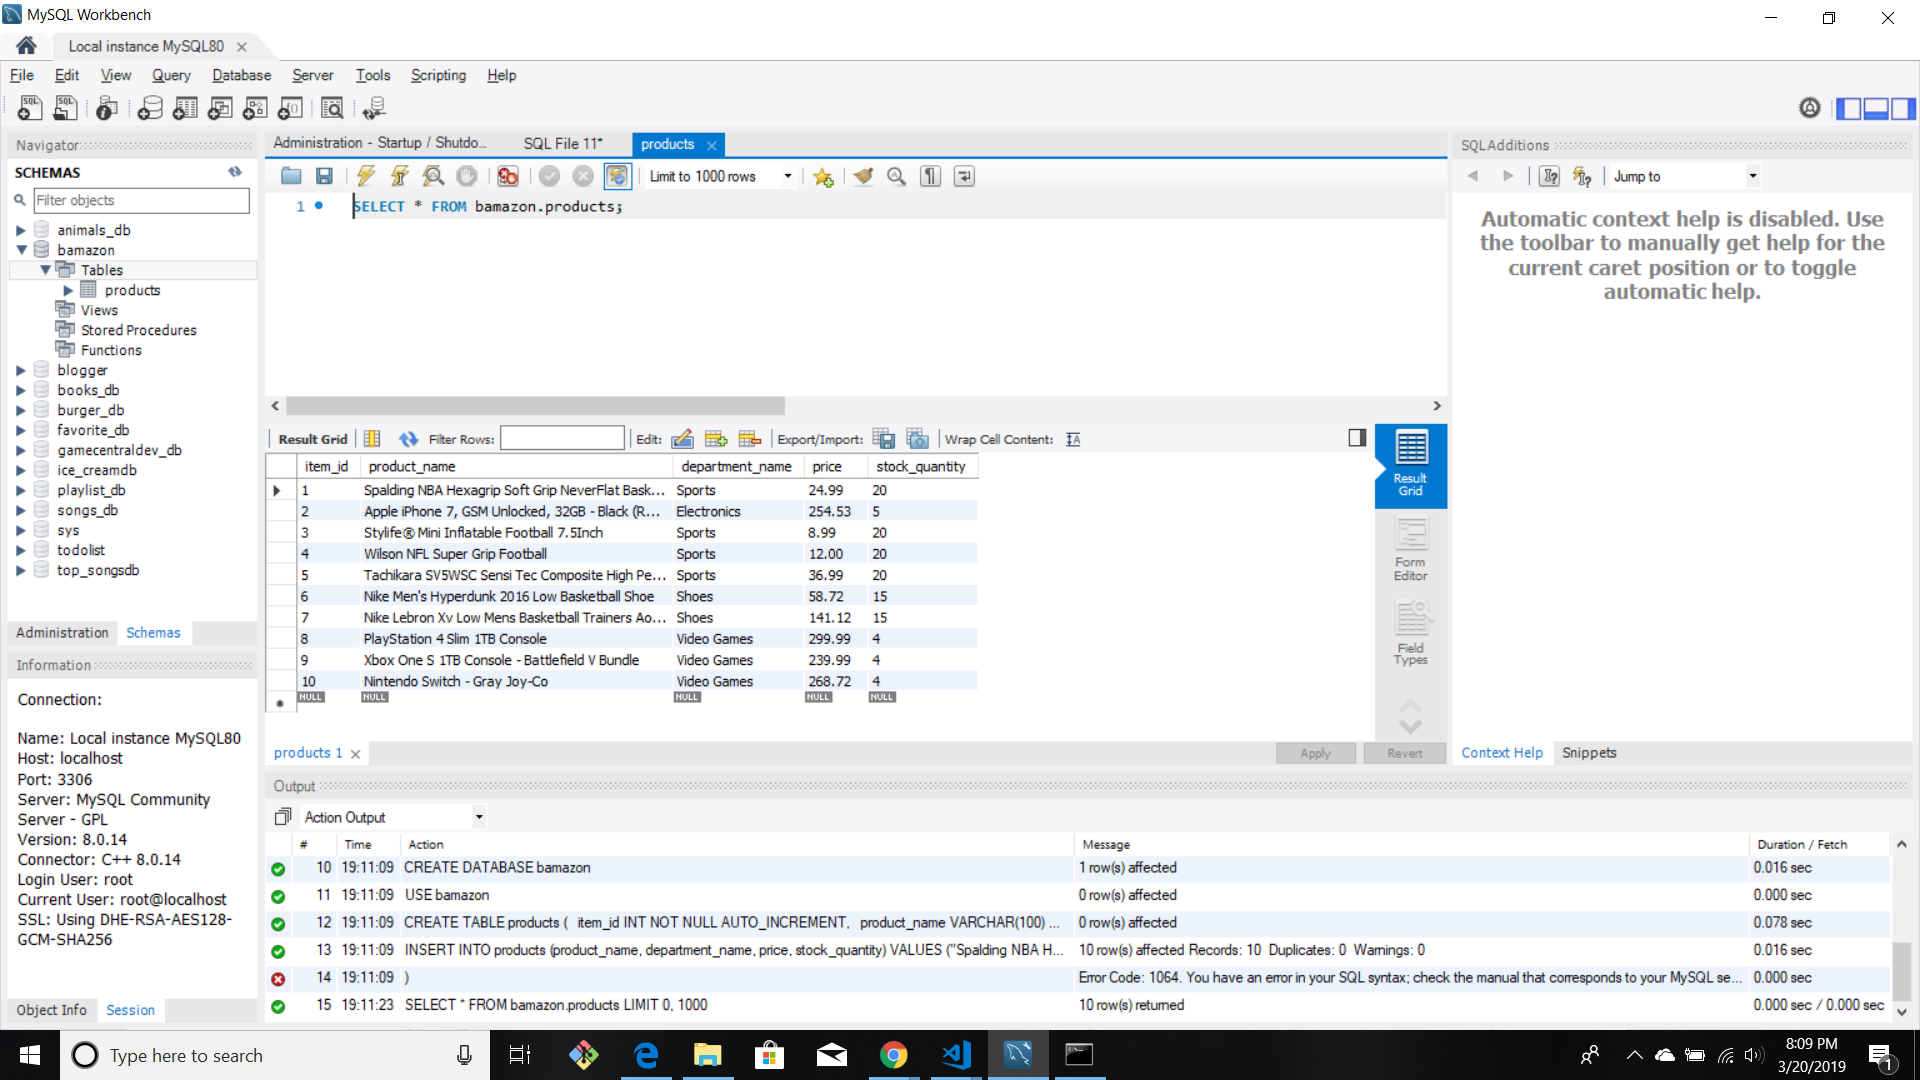 MySQL Workbench
Local instance MySQL80
File Edit View Query Database Server Tools Scripting Help
Navigator
SCHEMAS
Filter objects
animals_db
bamazon
Tables
products
Views
Stored Procedures
Functions
blogger
books_db
burger_db
favorite_db
gamecentraldev_db
ice_creamdb
playlist_db
songs_db
sys
todolist
top_songsdb
Administration Schemas
Information
Connection:
Name: Local instance MySQL80
Host: localhost
Port: 3306
Server: MySQL Community
Server - GPL
Version: 8.0.14
Connector: C++ 8.0.14
Login User: root
Current User: root@localhost
SSL: Using DHE-RSA-AES128-
GCM-SHA256
Object Info Session
Administration - Startup / Shutdo... SQL File 11* products
Limit to 1000 rows
1 SELECT * FROM bamazon.products;
Result Grid Filter Rows: Edit: Export/Import: Wrap Cell Content:
item_id product_name department_name price stock_quantity
1 Spalding NBA Hexagrip Soft Grip NeverFlat Bask... Sports 24.99 20
2 Apple iPhone 7, GSM Unlocked, 32GB - Black (R... Electronics 254.53 5
3 Stylife® Mini Inflatable Football 7.5Inch Sports 8.99 20
4 Wilson NFL Super Grip Football Sports 12.00 20
5 Tachikara SV5WSC Sensi Tec Composite High Pe... Sports 36.99 20
6 Nike Men's Hyperdunk 2016 Low Basketball Shoe Shoes 58.72 15
7 Nike Lebron Xv Low Mens Basketball Trainers Ao... Shoes 141.12 15
8 PlayStation 4 Slim 1TB Console Video Games 299.99 4
9 Xbox One S 1TB Console - Battlefield V Bundle Video Games 239.99 4
10 Nintendo Switch - Gray Joy-Co Video Games 268.72 4
NULL NULL NULL NULL NULL
Result
Grid
Form
Editor
Field
Types
products 1
Apply Revert
SQLAdditions
Jump to
Automatic context help is disabled. Use
the toolbar to manually get help for the
current caret position or to toggle
automatic help.
Context Help Snippets
Output
Action Output
# Time Action Message Duration / Fetch
10 19:11:09 CREATE DATABASE bamazon 1 row(s) affected 0.016 sec
11 19:11:09 USE bamazon 0 row(s) affected 0.000 sec
12 19:11:09 CREATE TABLE products ( item_id INT NOT NULL AUTO_INCREMENT, product_name VARCHAR(100) ... 0 row(s) affected 0.078 sec
13 19:11:09 INSERT INTO products (product_name, department_name, price, stock_quantity) VALUES ("Spalding NBA H... 10 row(s) affected Records: 10 Duplicates: 0 Warnings: 0 0.016 sec
14 19:11:09 ) Error Code: 1064. You have an error in your SQL syntax; check the manual that corresponds to your MySQL se... 0.000 sec
15 19:11:23 SELECT * FROM bamazon.products LIMIT 0, 1000 10 row(s) returned 0.000 sec / 0.000 sec
Type here to search
8:09 PM
3/20/2019
1